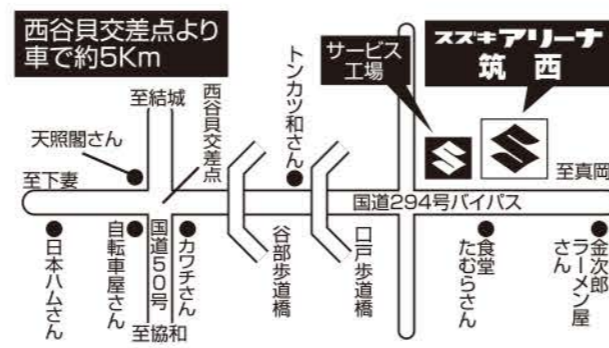 西谷貝交差点より
車で約5Km
至結城
西谷貝交差点
トンカツ和さん
サービス
工場
スズキアリーナ
筑西
天照閣さん
至下妻
至真岡
国道294号バイパス
日本ハムさん
自転車屋さん
国道50号
カワチさん
谷部歩道橋
口戸歩道橋
食堂
たむらさん
金次郎
ラーメン屋
さん
至協和